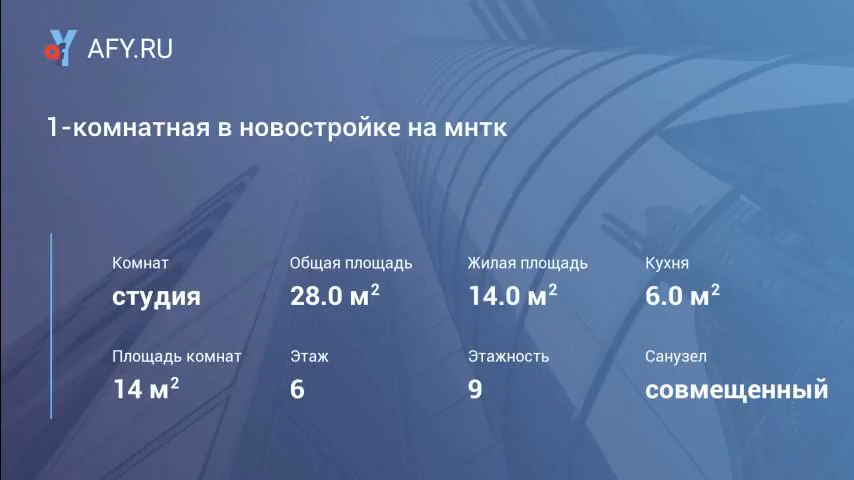 AFY.RU
1-комнатная в новостройке на мнтк
Комнат Общая площадь Жилая площадь Кухня
студия 28.0 м² 14.0 м² 6.0 м²
Площадь комнат Этаж Этажность Санузел
14 м² 6 9 совмещенный